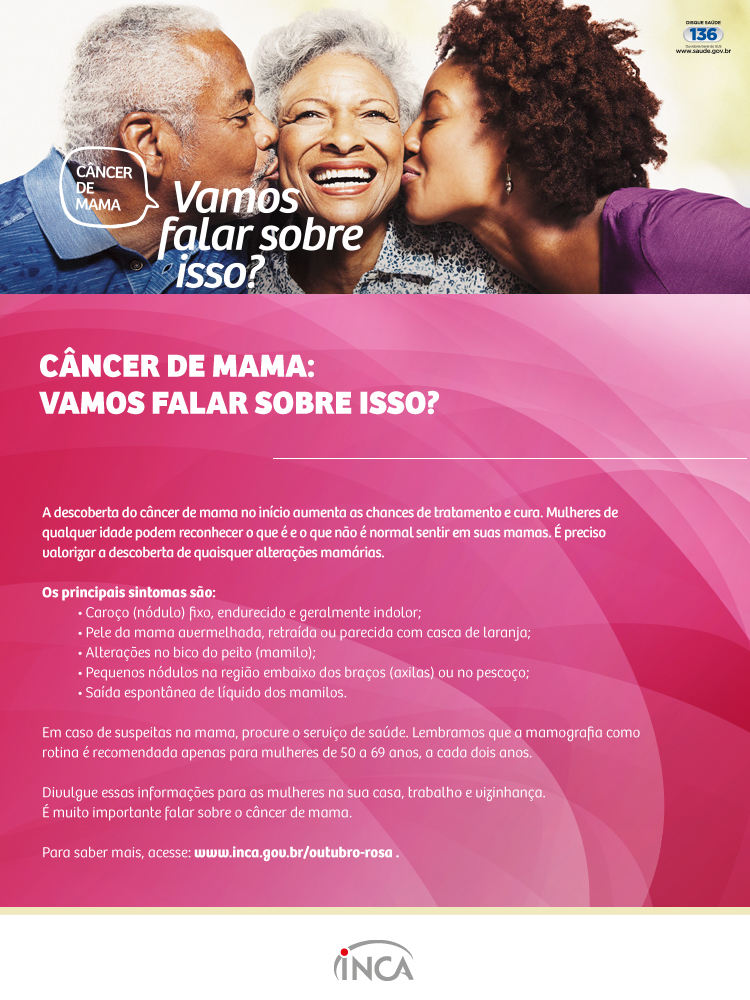 DISQUE SAÚDE
136
Ouvidoria Geral do SUS
www.saude.gov.br
CÂNCER
DE
MAMA
Vamos
falar sobre
isso?
CÂNCER DE MAMA:
VAMOS FALAR SOBRE ISSO?
A descoberta do câncer de mama no início aumenta as chances de tratamento e cura. Mulheres de
qualquer idade podem reconhecer o que é e o que não é normal sentir em suas mamas. É preciso
valorizar a descoberta de quaisquer alterações mamárias.
Os principais sintomas são:
• Caroço (nódulo) fixo, endurecido e geralmente indolor;
• Pele da mama avermelhada, retraída ou parecida com casca de laranja;
• Alterações no bico do peito (mamilo);
• Pequenos nódulos na região embaixo dos braços (axilas) ou no pescoço;
• Saída espontânea de líquido dos mamilos.
Em caso de suspeitas na mama, procure o serviço de saúde. Lembramos que a mamografia como
rotina é recomendada apenas para mulheres de 50 a 69 anos, a cada dois anos.
Divulgue essas informações para as mulheres na sua casa, trabalho e vizinhança.
É muito importante falar sobre o câncer de mama.
Para saber mais, acesse: www.inca.gov.br/outubro-rosa .
INCA